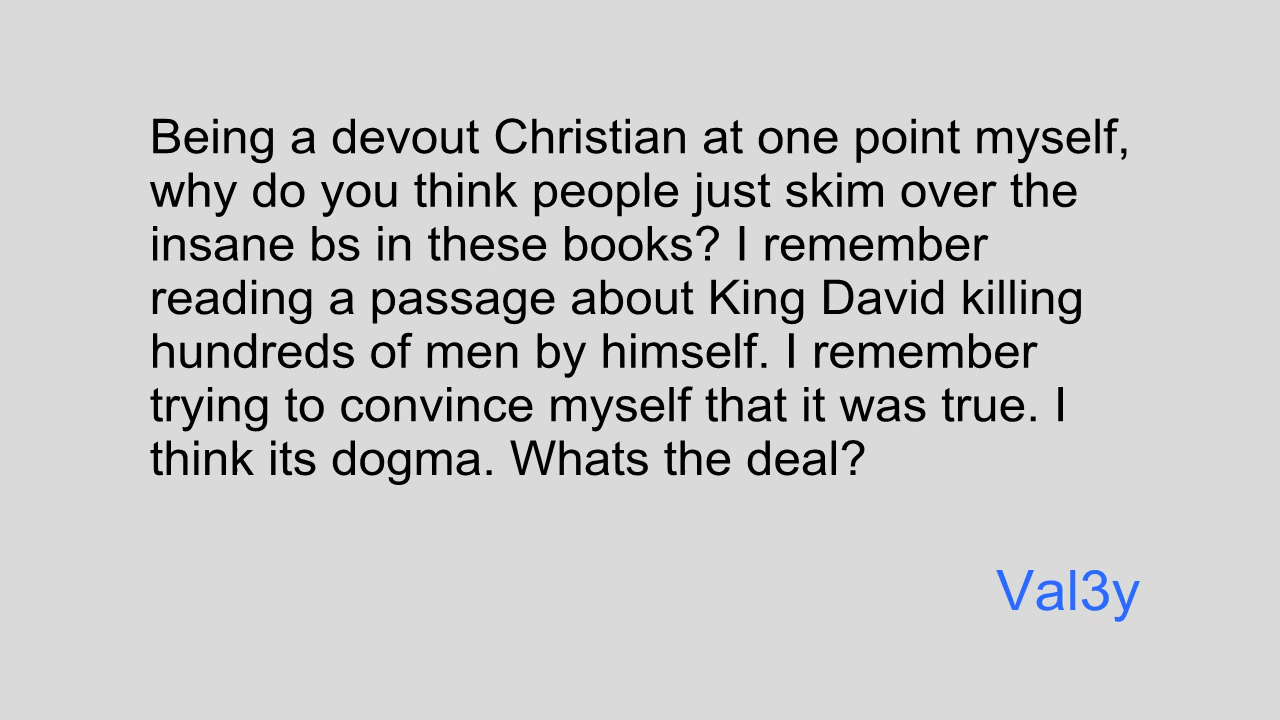 Being a devout Christian at one point myself,
why do you think people just skim over the
insane bs in these books? I remember
reading a passage about King David killing
hundreds of men by himself. I remember
trying to convince myself that it was true. I
think its dogma. Whats the deal?
Val3y